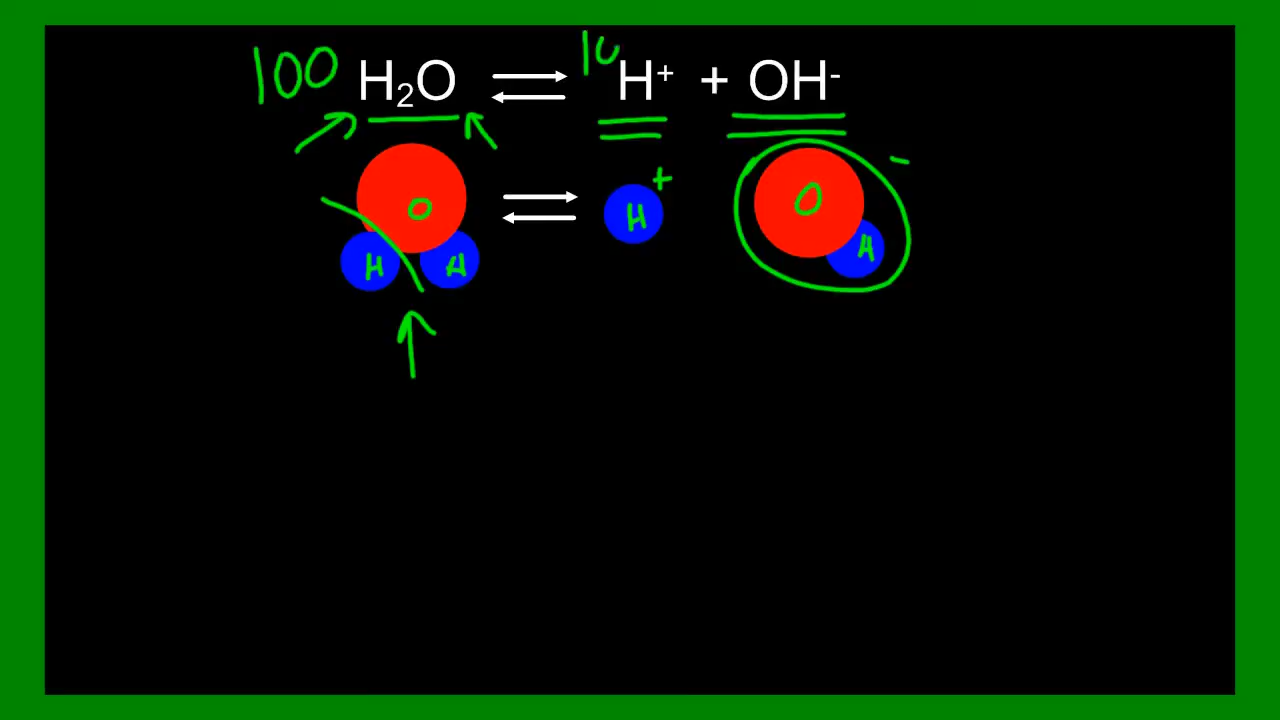 100 H₂O ⇌ 10 H⁺ + OH⁻
O H H ⇌ H + O H -